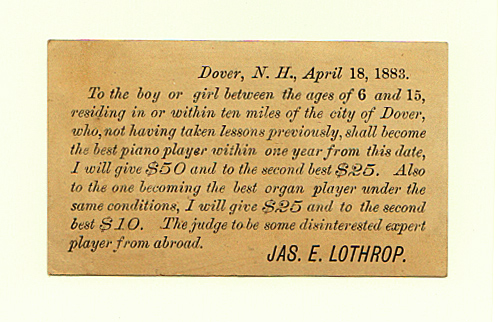 Dover, N. H., April 18, 1883.
To the boy or girl between the ages of 6 and 15,
residing in or within ten miles of the city of Dover,
who, not having taken lessons previously, shall become
the best piano player within one year from this date,
I will give $50 and to the second best $25. Also
to the one becoming the best organ player under the
same conditions, I will give $25 and to the second
best $10. The judge to be some disinterested expert
player from abroad.
JAS. E. LOTHROP.